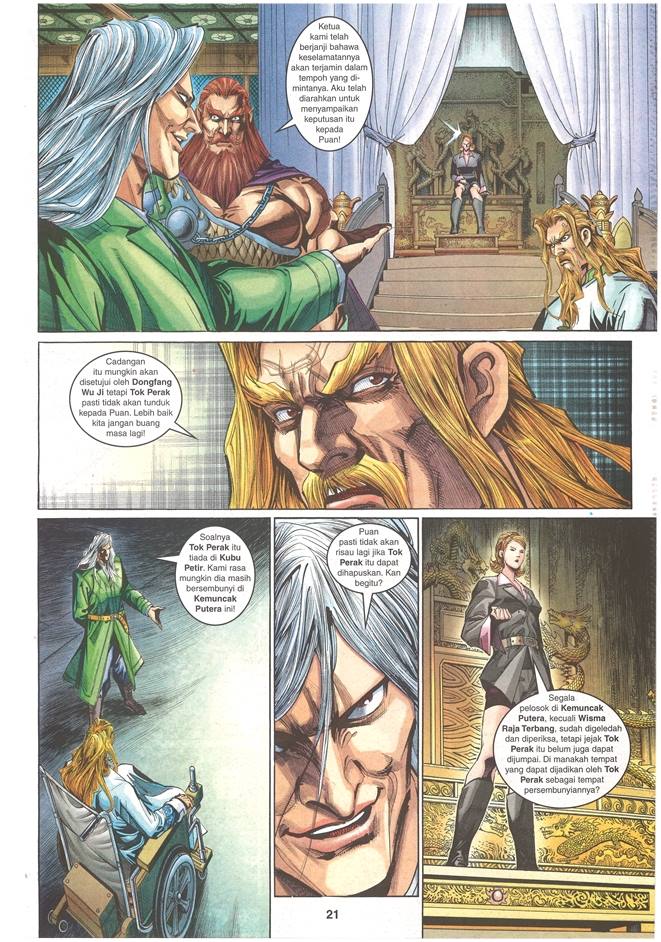 Ketua
kami telah
berjanji bahawa
keselamatannya
akan terjamin dalam
tempoh yang di-
mintanya. Aku telah
diarahkan untuk
menyampaikan
keputusan itu
kepada
Puan!
Cadangan
itu mungkin akan
disetujui oleh Dongfang
Wu Ji tetapi Tok Perak
pasti tidak akan tunduk
kepada Puan. Lebih baik
kita jangan buang
masa lagi!
Soalnya
Tok Perak itu
tiada di Kubu
Petir. Kami rasa
mungkin dia masih
bersembunyi di
Kemuncak
Putera ini!
Puan
pasti tidak akan
risau lagi jika Tok
Perak itu dapat
dihapuskan. Kan
begitu?
Segala
pelosok di Kemuncak
Putera, kecuali Wisma
Raja Terbang, sudah digeledah
dan diperiksa, tetapi jejak Tok
Perak itu belum juga dapat
dijumpai. Di manakah tempat
yang dapat dijadikan oleh Tok
Perak sebagai tempat
persembunyiannya?
21